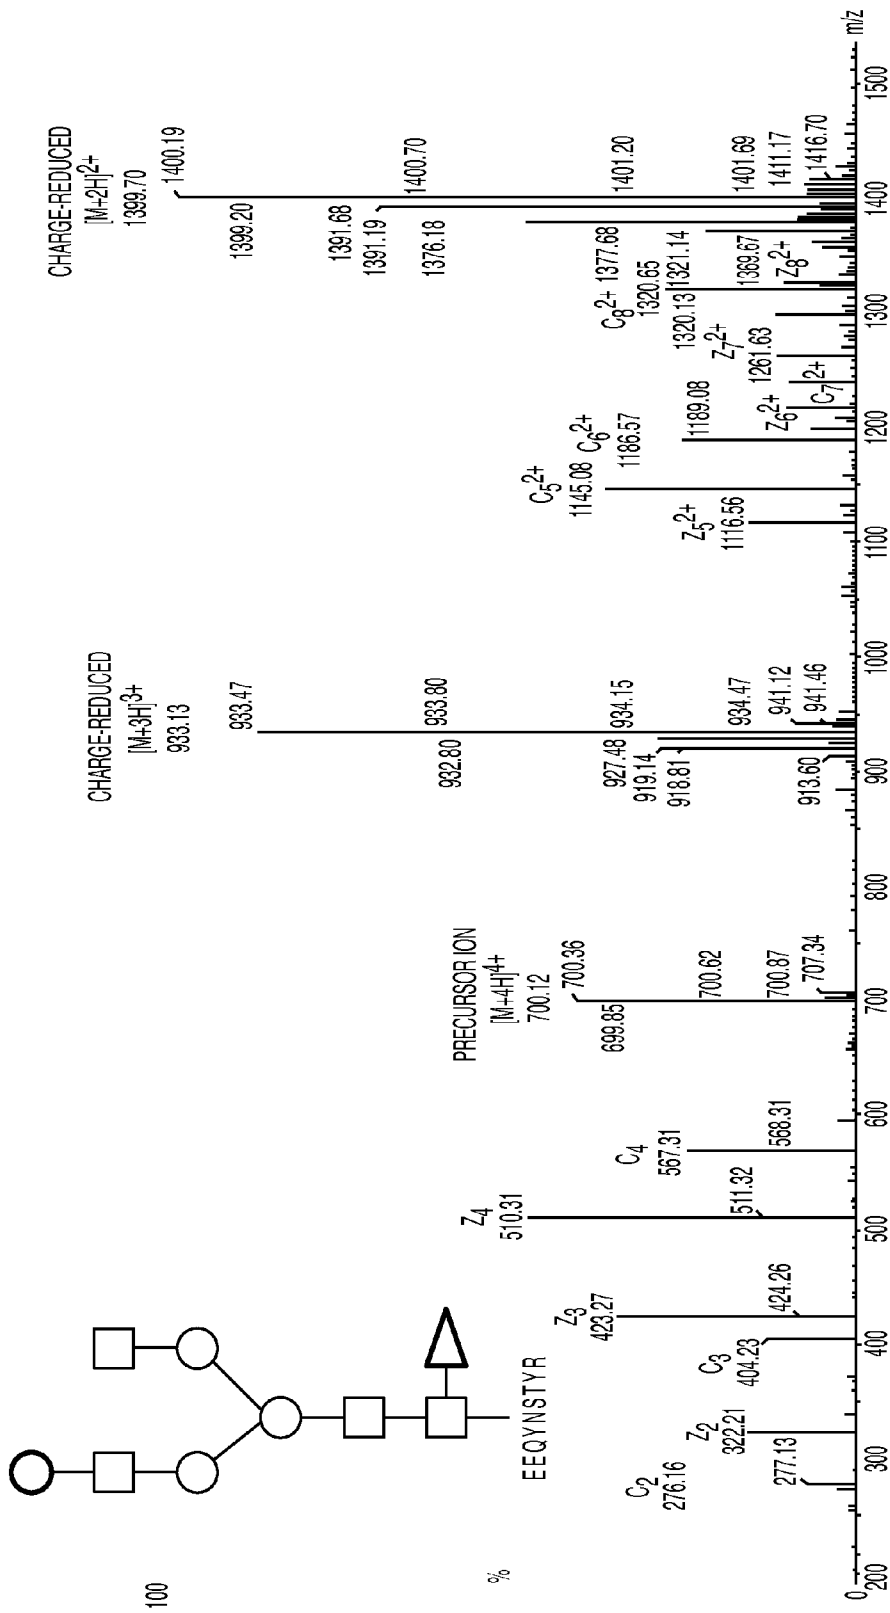 100
%
0
EEQYNSTYR
C2
276.16
277.13
Z2
322.21
C3
404.23
Z3
423.27
424.26
Z4
510.31
511.32
C4
567.31
568.31
PRECURSOR ION
[M+4H]4+
700.12
700.36
699.85
700.62
700.87
707.34
CHARGE-REDUCED
[M+3H]3+
933.13
933.47
932.80
933.80
927.48
934.15
919.14
918.81
934.47
941.12
941.46
913.60
Z5 2+
1116.56
C5 2+
1145.08
C6 2+
1186.57
1189.08
Z6 2+
C7 2+
Z7 2+
1261.63
C8 2+
1320.65
1320.13
1321.14
Z8 2+
1369.67
1377.68
1376.18
CHARGE-REDUCED
[M+2H]2+
1399.70
1400.19
1399.20
1391.68
1391.19
1400.70
1401.20
1401.69
1411.17
1416.70
200 300 400 500 600 700 800 900 1000 1100 1200 1300 1400 1500 m/z